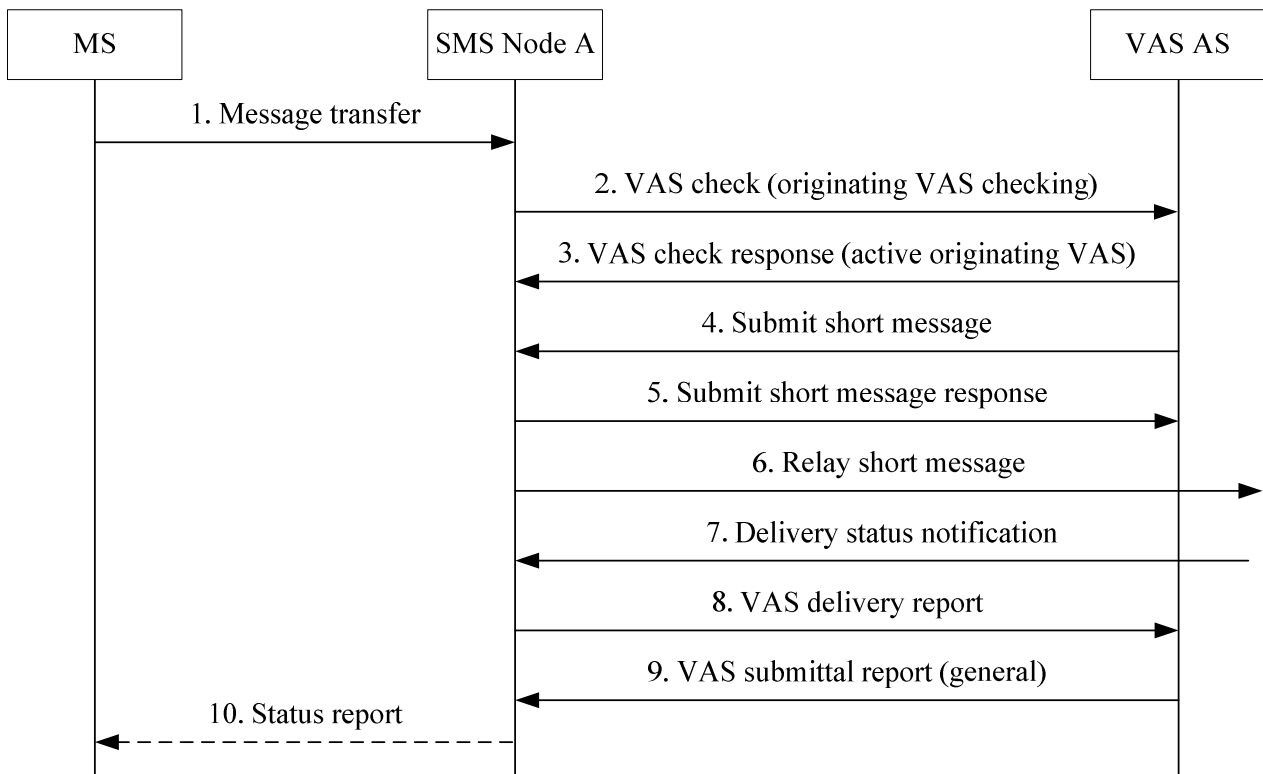 MS
SMS Node A
VAS AS
1. Message transfer
2. VAS check (originating VAS checking)
3. VAS check response (active originating VAS)
4. Submit short message
5. Submit short message response
6. Relay short message
7. Delivery status notification
8. VAS delivery report
9. VAS submittal report (general)
10. Status report